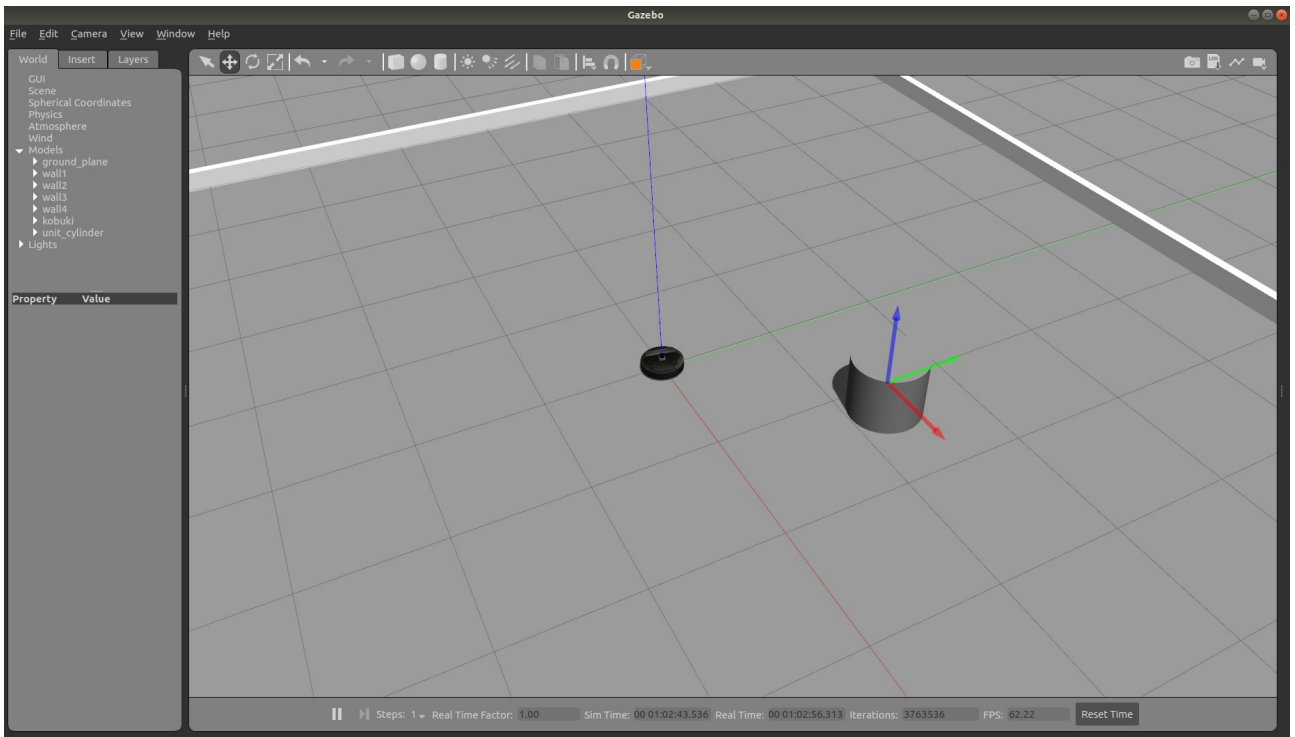 Gazebo
File Edit Camera View Window Help
World Insert Layers
GUI
Scene
Spherical Coordinates
Physics
Atmosphere
Wind
Models
ground_plane
wall1
wall2
wall3
wall4
kobuki
unit_cylinder
Lights
Property Value
LOG
Steps: 1 Real Time Factor: 1.00 Sim Time: 00 01:02:43.536 Real Time: 00 01:02:56.313 Iterations: 3763536 FPS: 62.22 Reset Time